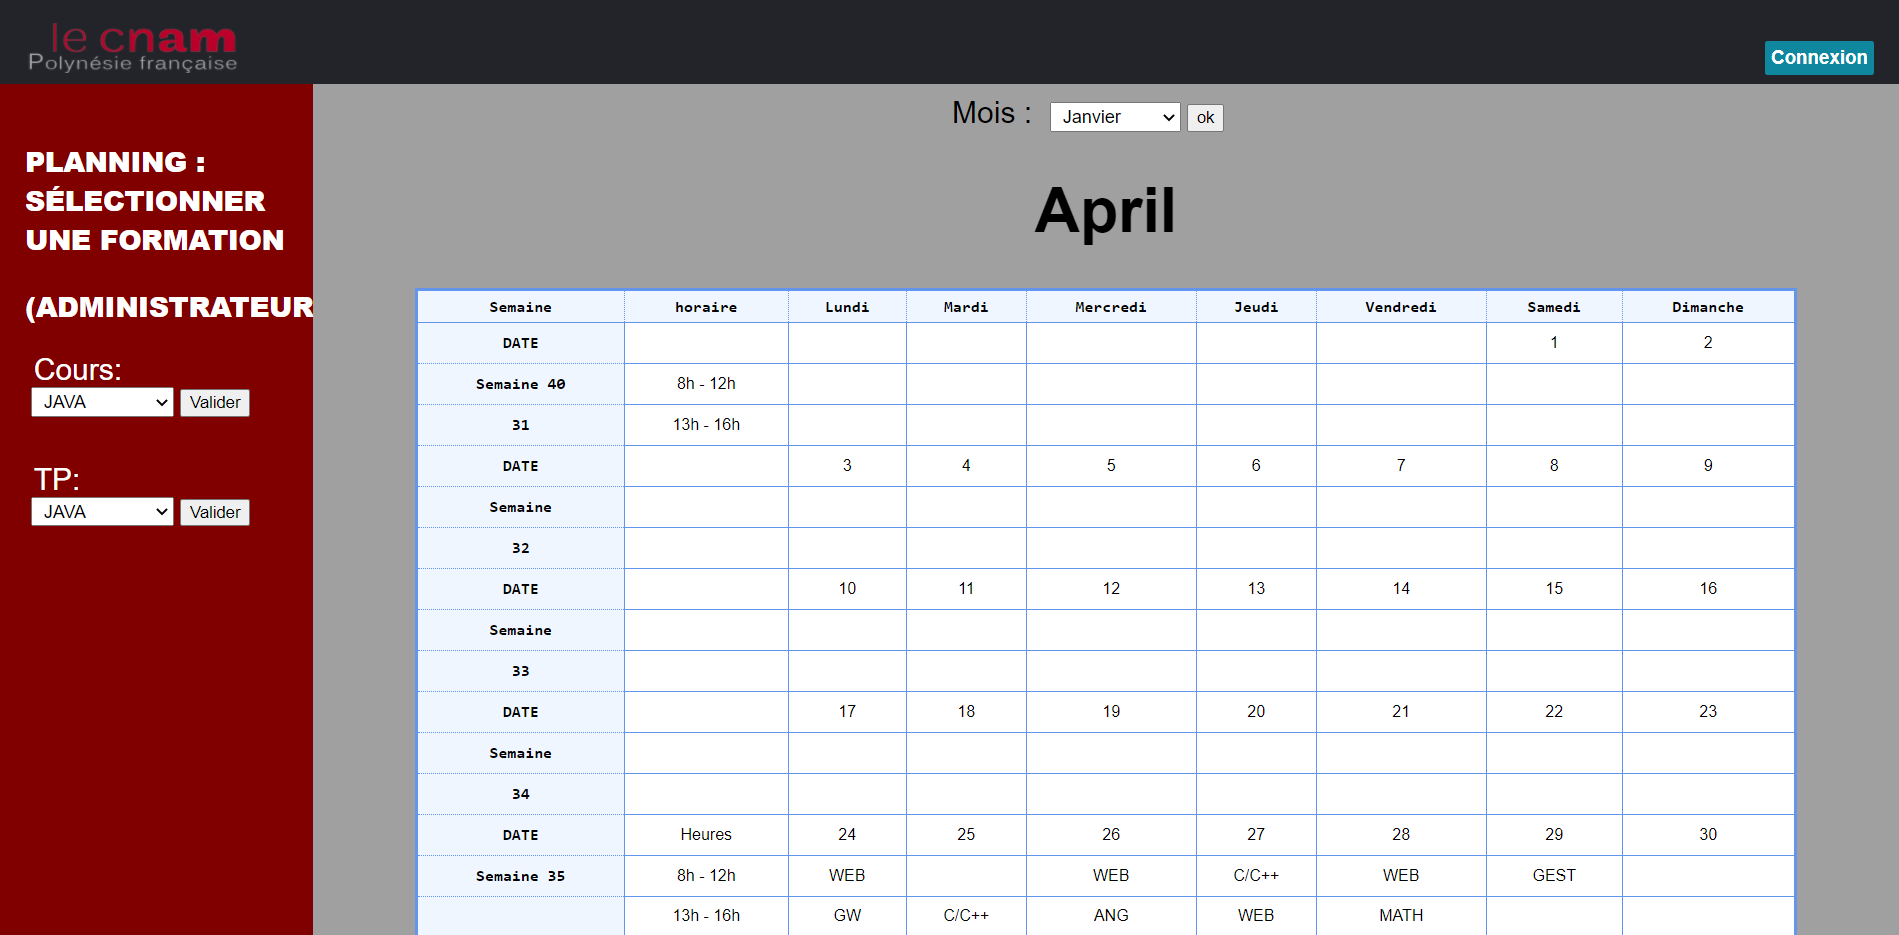 le cnam
Polynésie française
Connexion
Mois : Janvier ok
PLANNING :
SÉLECTIONNER
UNE FORMATION
(ADMINISTRATEUR
Cours:
JAVA Valider
TP:
JAVA Valider
April
Semaine horaire Lundi Mardi Mercredi Jeudi Vendredi Samedi Dimanche
DATE 1 2
Semaine 40 8h - 12h
31 13h - 16h
DATE 3 4 5 6 7 8 9
Semaine
32
DATE 10 11 12 13 14 15 16
Semaine
33
DATE 17 18 19 20 21 22 23
Semaine
34
DATE Heures 24 25 26 27 28 29 30
Semaine 35 8h - 12h WEB WEB C/C++ WEB GEST
13h - 16h GW C/C++ ANG WEB MATH